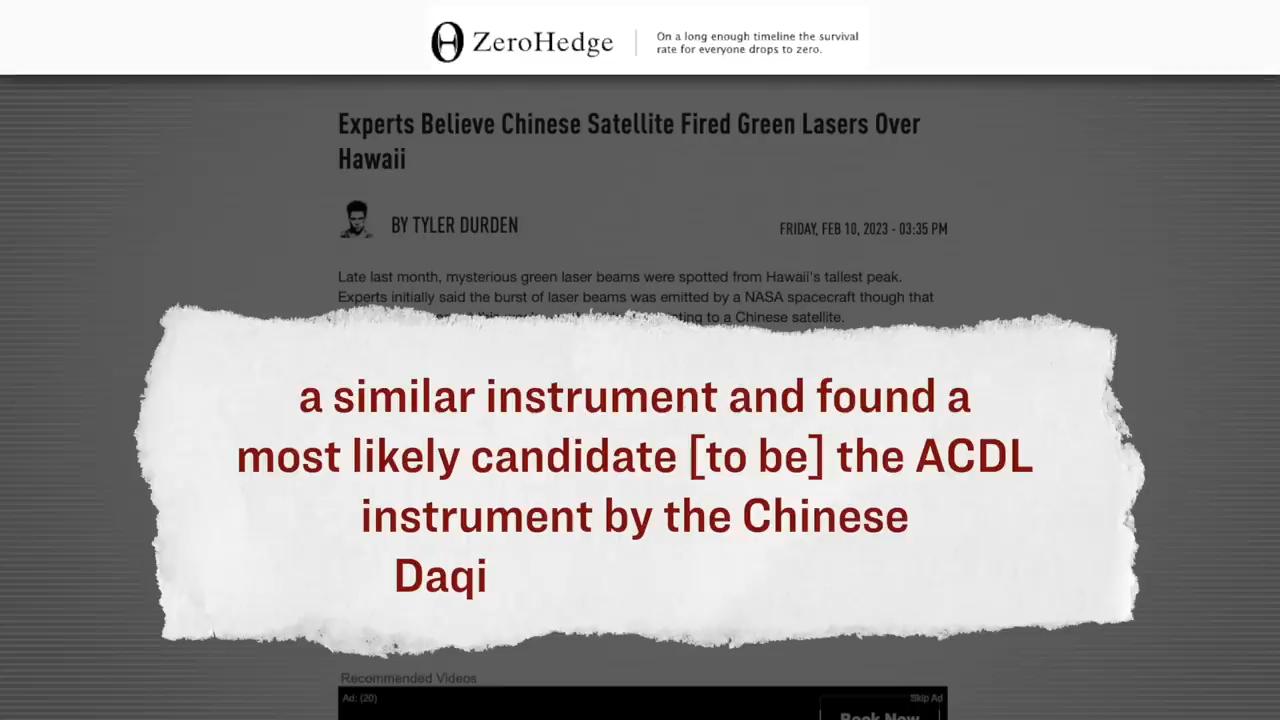 ZeroHedge
On a long enough timeline the survival
rate for everyone drops to zero.
Experts Believe Chinese Satellite Fired Green Lasers Over
Hawaii
BY TYLER DURDEN
FRIDAY, FEB 10, 2023 - 03:35 PM
Late last month, mysterious green laser beams were spotted from Hawaii's tallest peak.
Experts initially said the burst of laser beams was emitted by a NASA spacecraft though that
to a Chinese satellite.
a similar instrument and found a
most likely candidate [to be] the ACDL
instrument by the Chinese
Daqi
Recommended Videos
Ad: (20)
Skip Ad
Book Now